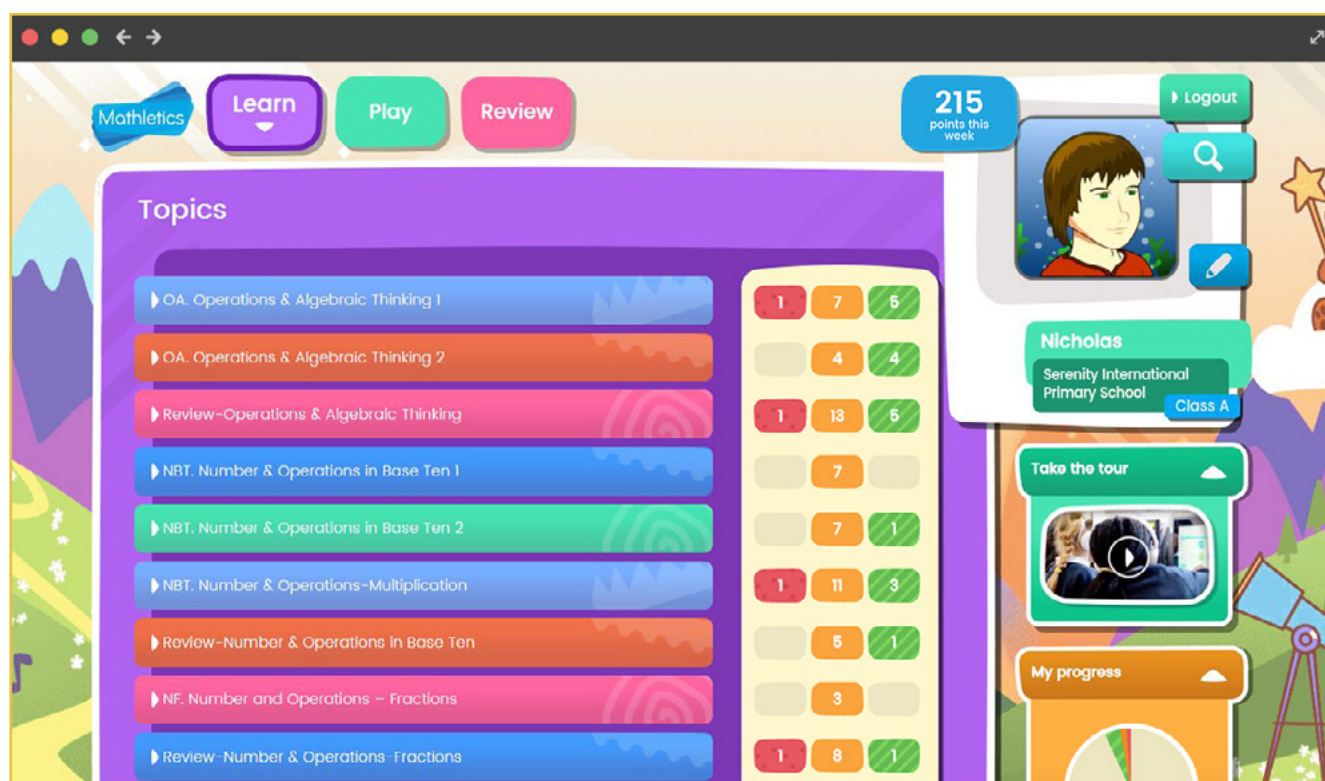 Mathletics
Learn
Play
Review
215
points this
week
Logout
Topics
OA. Operations & Algebraic Thinking 1
1 7 5
OA. Operations & Algebraic Thinking 2
4 4
Review-Operations & Algebraic Thinking
1 13 5
NBT. Number & Operations in Base Ten 1
7
NBT. Number & Operations in Base Ten 2
7 1
NBT. Number & Operations-Multiplication
1 11 3
Review-Number & Operations in Base Ten
5 1
NF. Number and Operations – Fractions
3
Review-Number & Operations-Fractions
1 8 1
Nicholas
Serenity International
Primary School
Class A
Take the tour
My progress